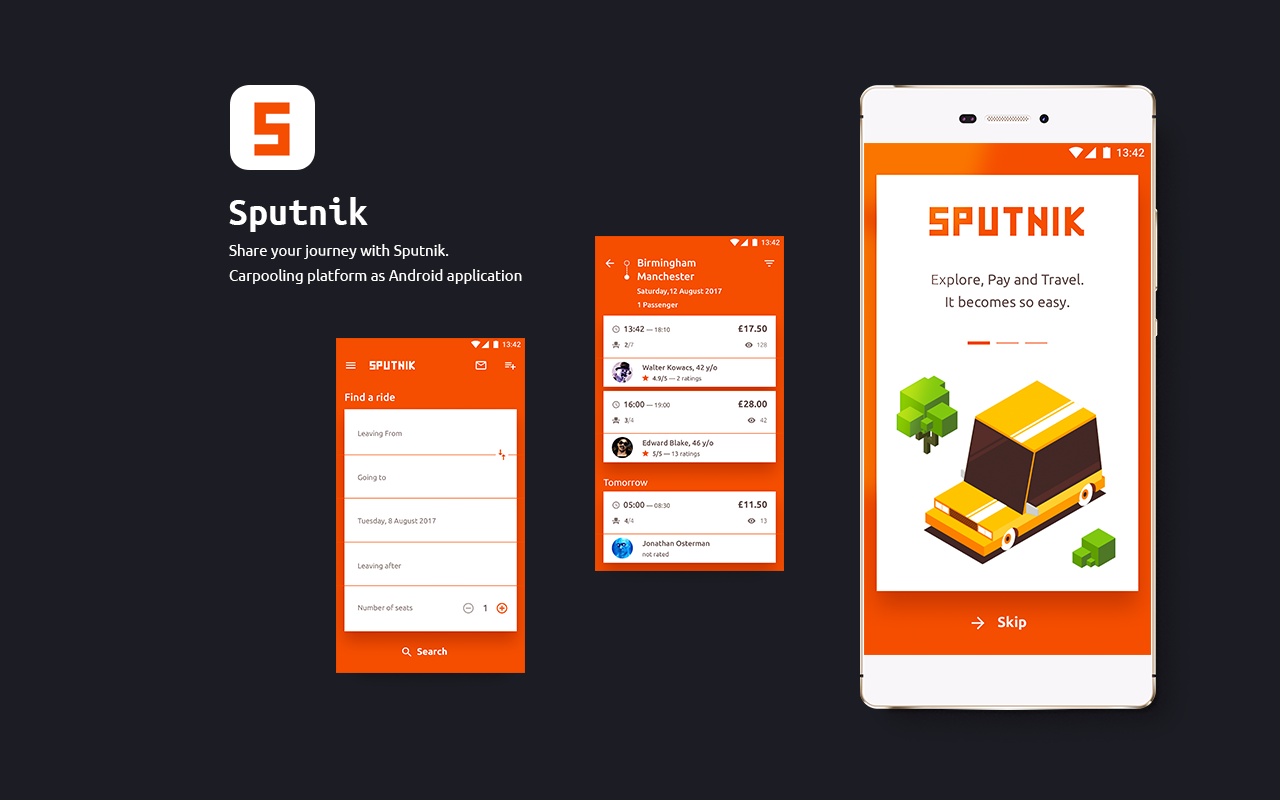 S
Sputnik
Share your journey with Sputnik.
Carpooling platform as Android application
13:42
SPUTNIK
Find a ride
Leaving From
Going to
Tuesday, 8 August 2017
Leaving after
Number of seats 1
Search
13:42
Birmingham
Manchester
Saturday,12 August 2017
1 Passenger
13:42 — 18:10 £17.50
2/7 128
Walter Kowacs, 42 y/o
4.9/5 — 2 ratings
16:00 — 19:00 £28.00
3/4 42
Edward Blake, 46 y/o
5/5 — 13 ratings
Tomorrow
05:00 — 08:30 £11.50
4/4 13
Jonathan Osterman
not rated
13:42
SPUTNIK
Explore, Pay and Travel.
It becomes so easy.
Skip